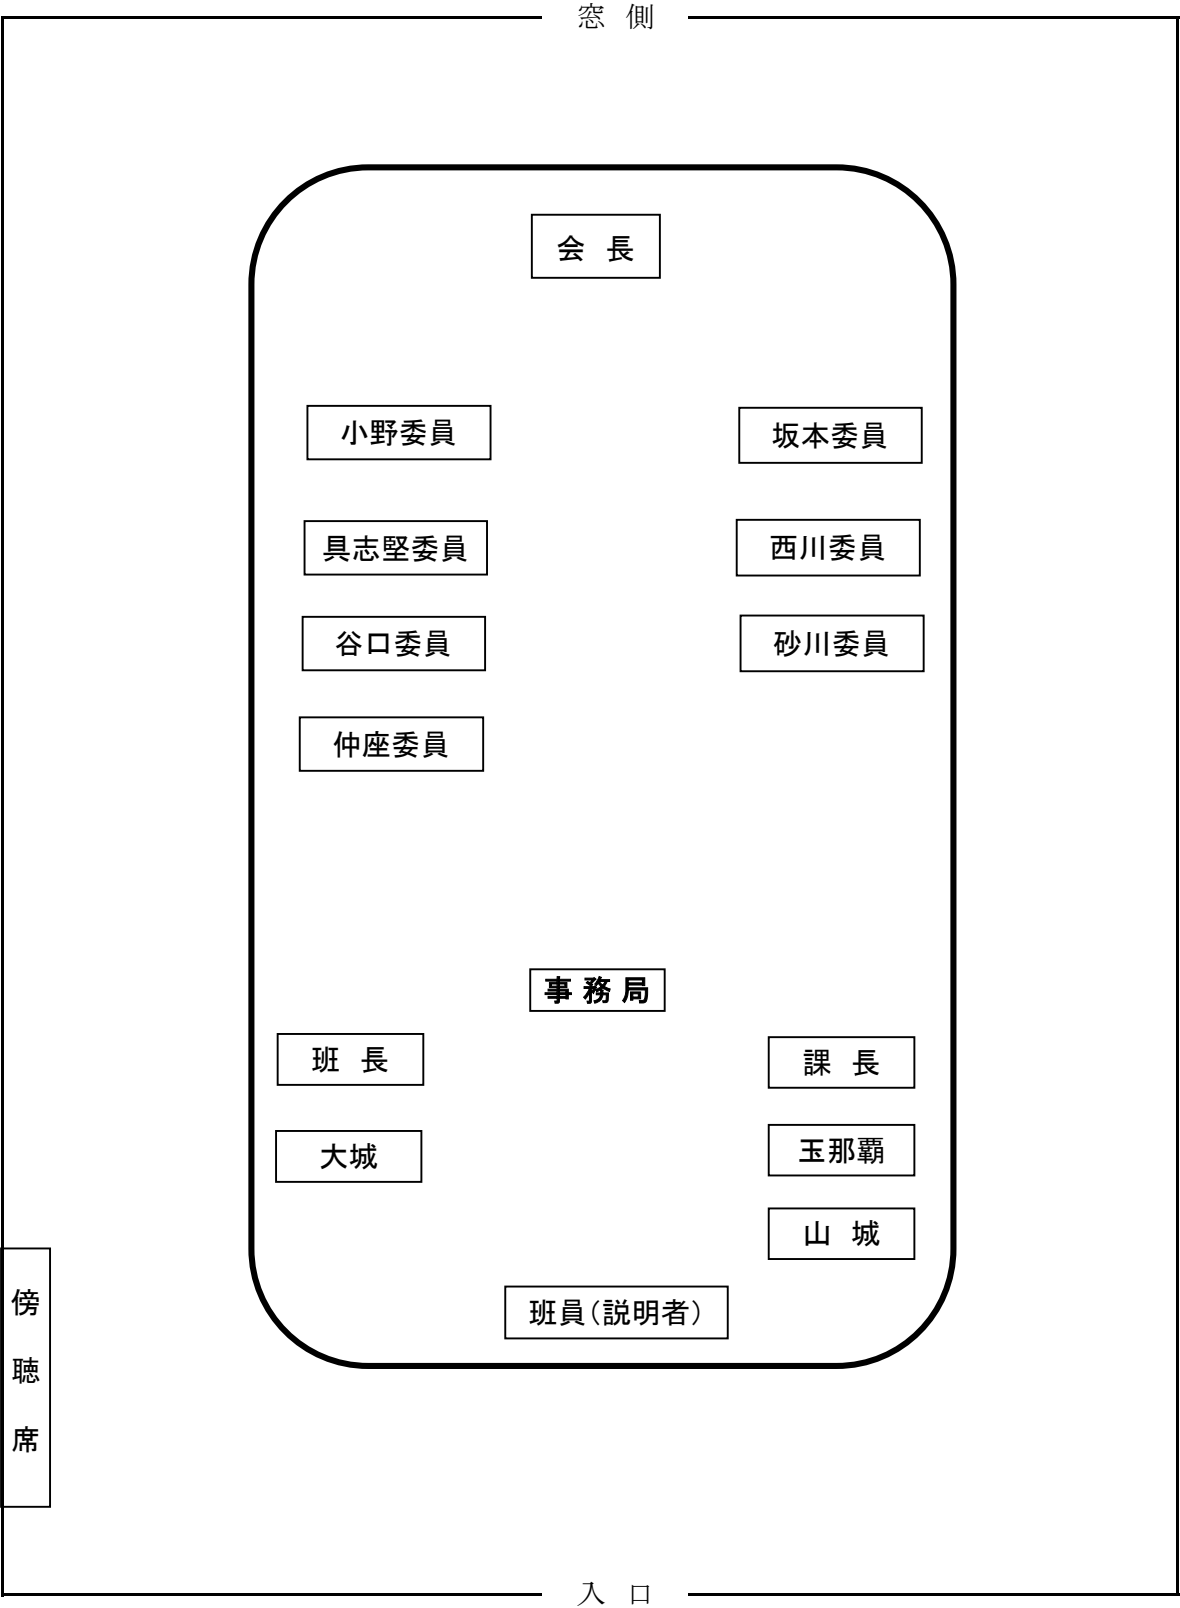 窓 側
会 長
小野委員
坂本委員
具志堅委員
西川委員
谷口委員
砂川委員
仲座委員
事 務 局
班 長
課 長
大城
玉那覇
山 城
班員（説明者）
傍聴席
入 口